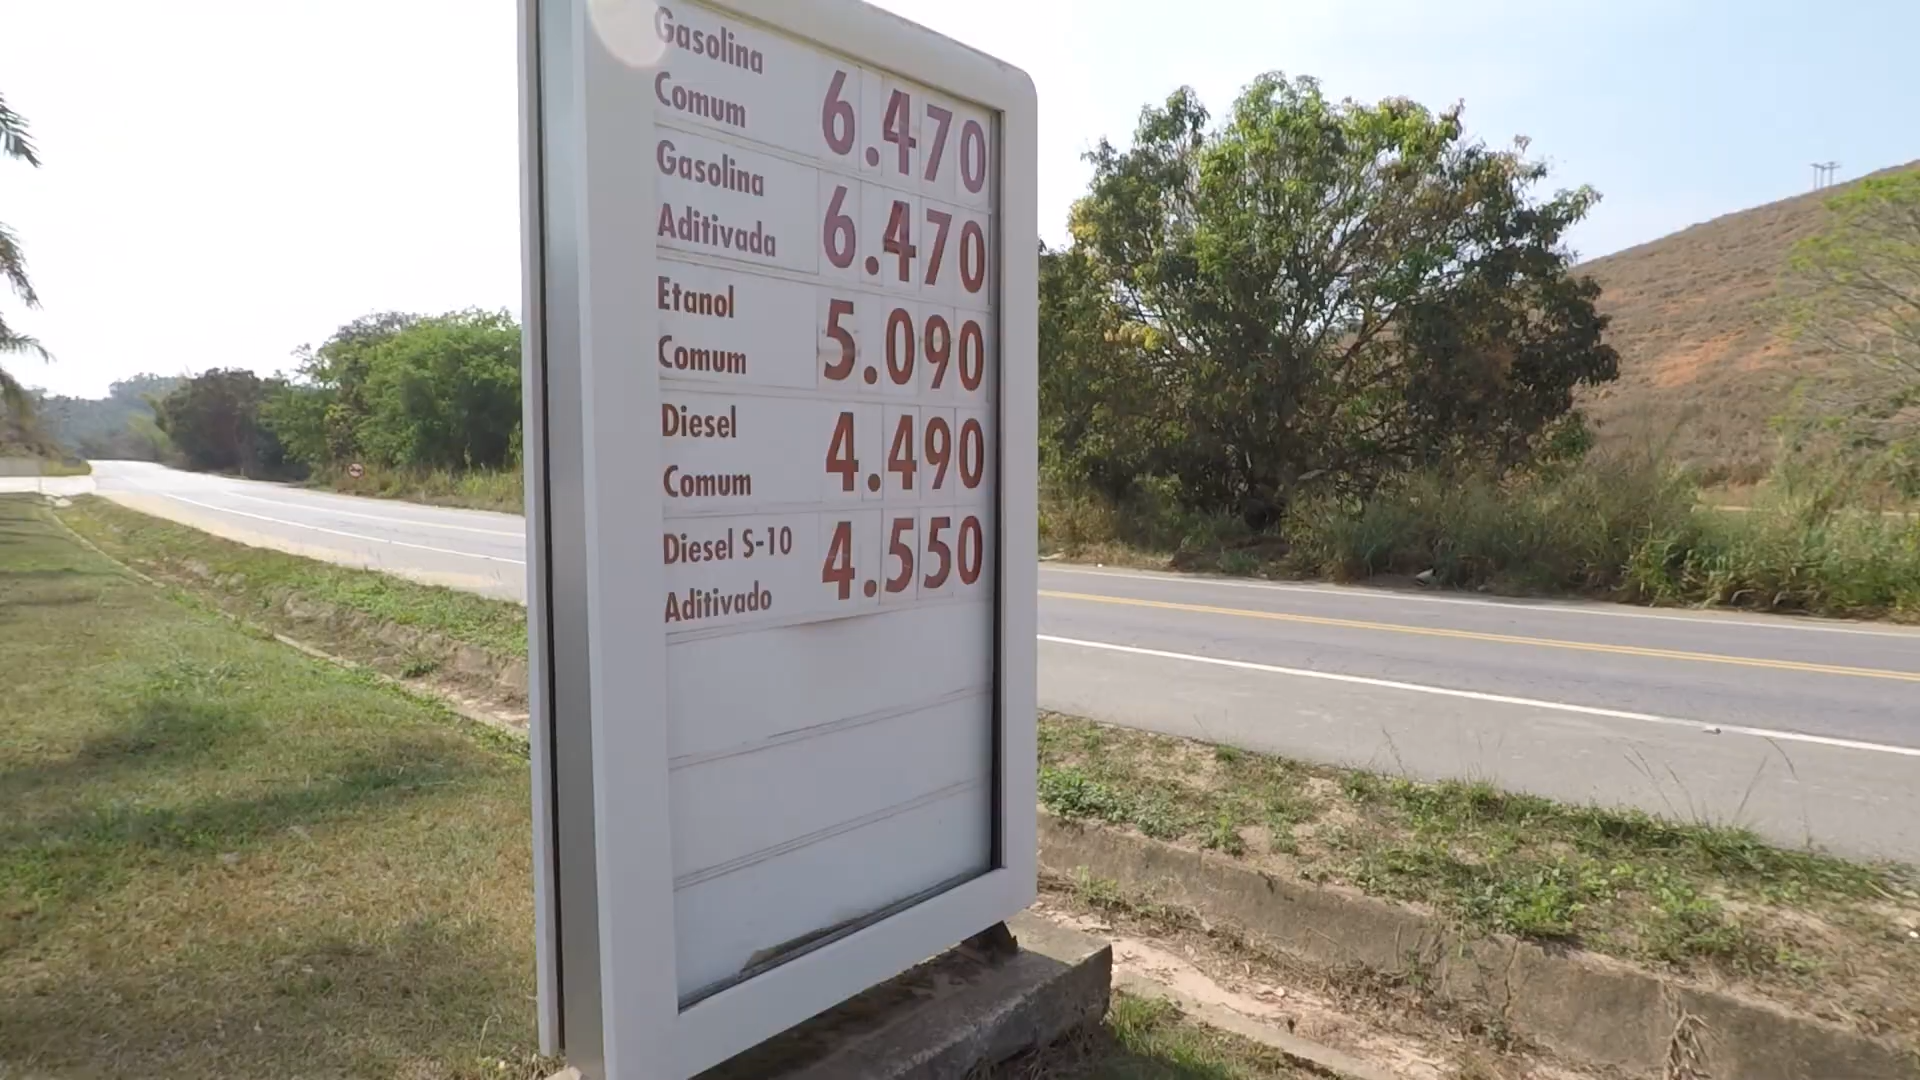 Gasolina
Comum 6.470
Gasolina
Aditivada 6.470
Etanol
Comum 5.090
Diesel
Comum 4.490
Diesel S-10
Aditivado 4.550